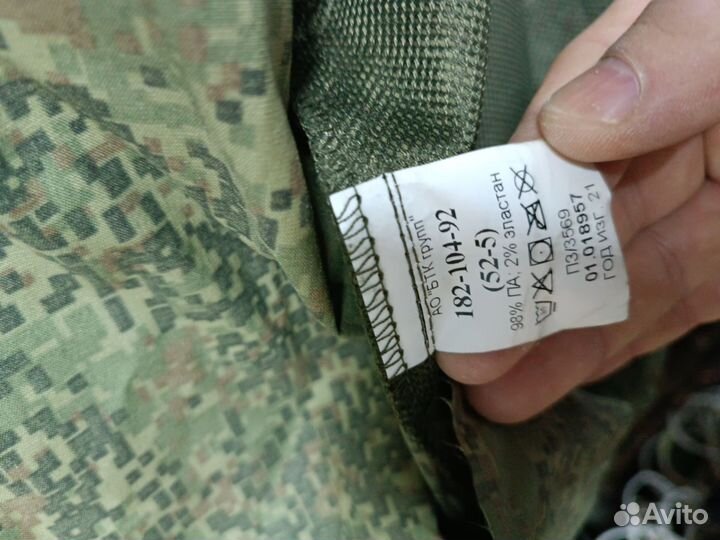 АО "БТК групп"
182-104-92
(52-5)
98% ПА; 2% эластан
ПЗ/3569
01.018957
ГОД ИЗГ. 21
Avito